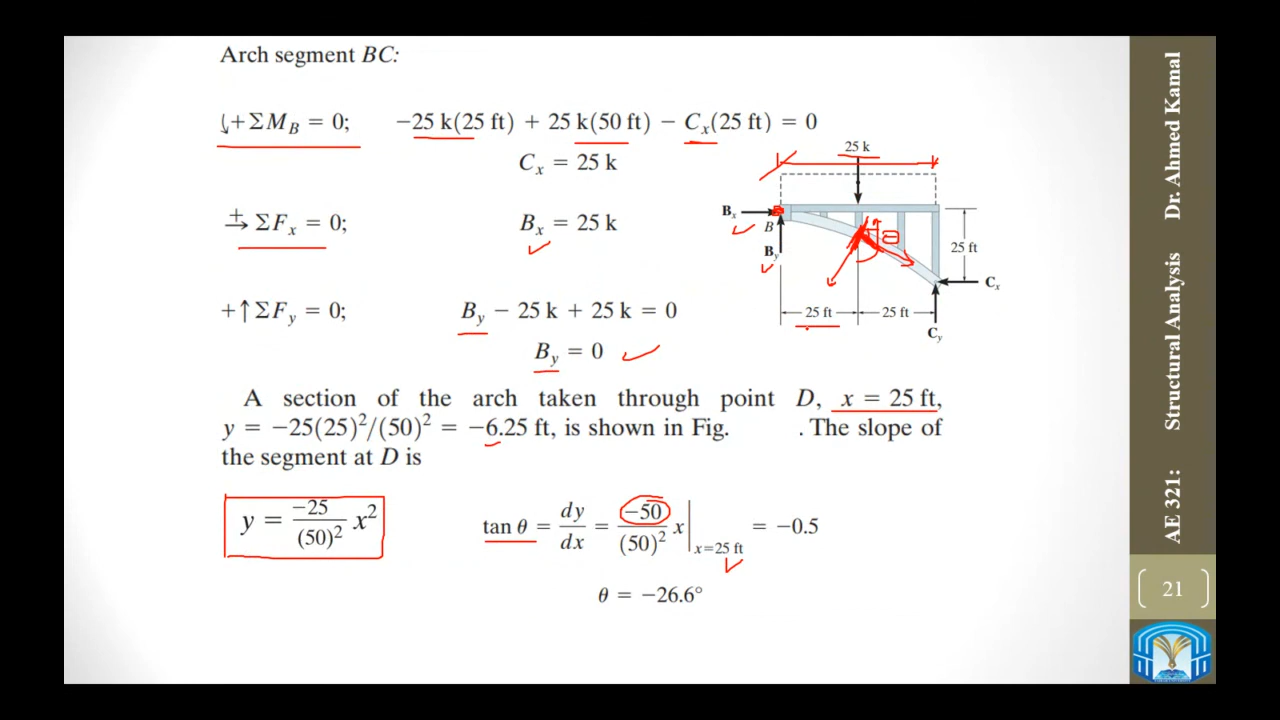 Arch segment BC:
↓+ΣM_B = 0; −25 k(25 ft) + 25 k(50 ft) − C_x(25 ft) = 0
C_x = 25 k
25 k
+→ ΣF_x = 0; B_x = 25 k
B_x
B
25 ft
B_y
θ
C_x
+↑ΣF_y = 0; B_y − 25 k + 25 k = 0
25 ft 25 ft
C_y
B_y = 0
A section of the arch taken through point D, x = 25 ft,
y = −25(25)²/(50)² = −6.25 ft, is shown in Fig. . The slope of
the segment at D is
y = −25/(50)² x²
tan θ = dy/dx = −50/(50)² x |x=25 ft = −0.5
θ = −26.6°
AE 321: Structural Analysis Dr. Ahmed Kamal
21